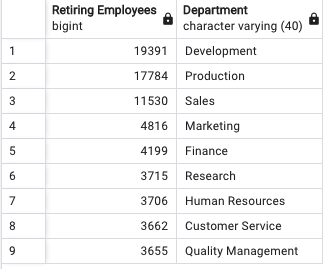 Retiring Employees Department
bigint character varying (40)
1 19391 Development
2 17784 Production
3 11530 Sales
4 4816 Marketing
5 4199 Finance
6 3715 Research
7 3706 Human Resources
8 3662 Customer Service
9 3655 Quality Management